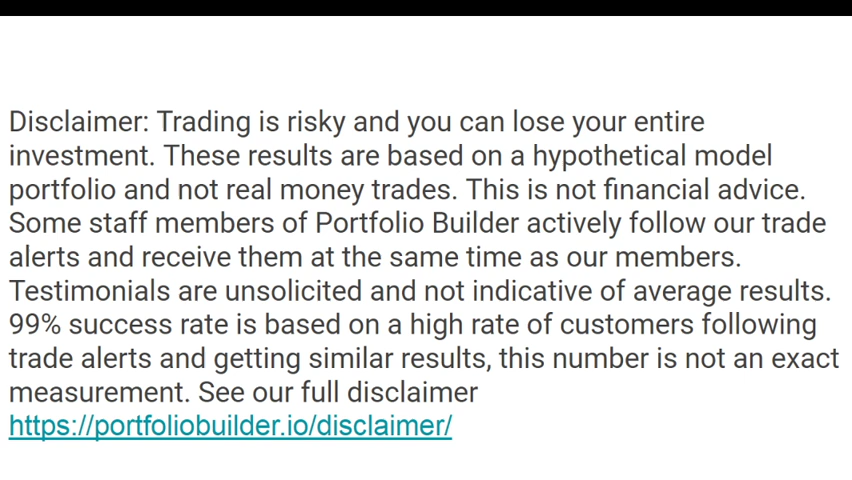 Disclaimer: Trading is risky and you can lose your entire
investment. These results are based on a hypothetical model
portfolio and not real money trades. This is not financial advice.
Some staff members of Portfolio Builder actively follow our trade
alerts and receive them at the same time as our members.
Testimonials are unsolicited and not indicative of average results.
99% success rate is based on a high rate of customers following
trade alerts and getting similar results, this number is not an exact
measurement. See our full disclaimer
https://portfoliobuilder.io/disclaimer/